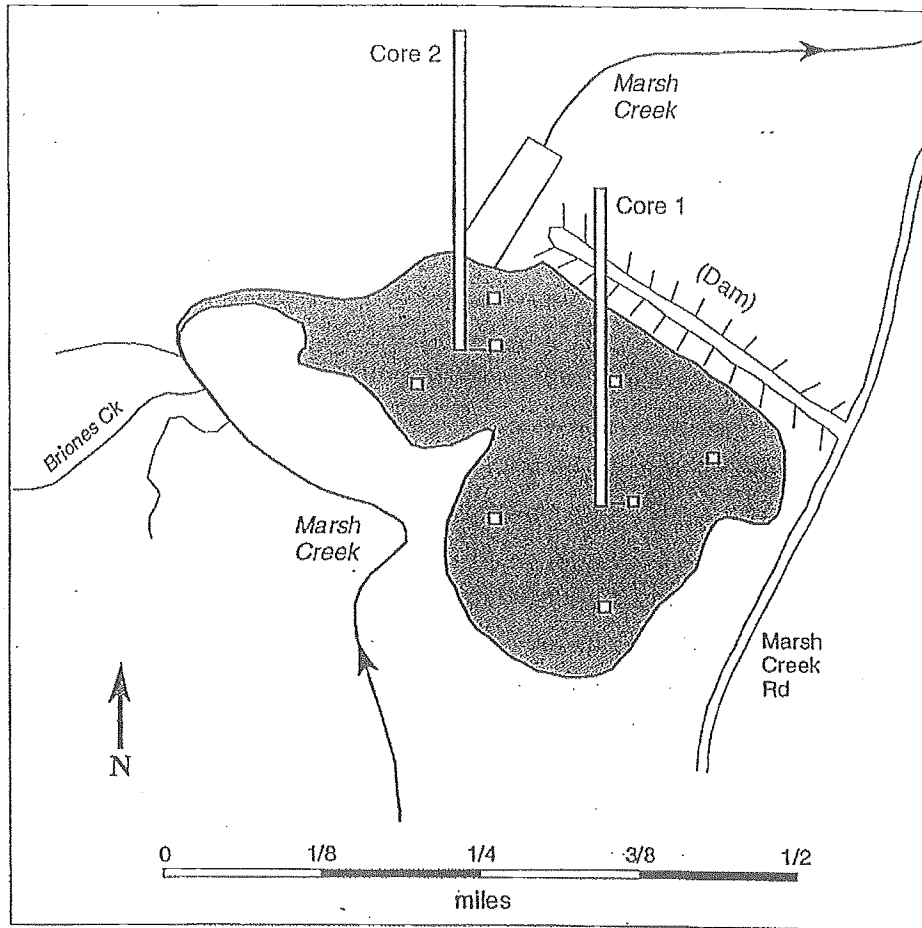 Core 2
Marsh
Creek
Core 1
(Dam)
Briones Ck
Marsh
Creek
Marsh
Creek
Rd
N
0 1/8 1/4 3/8 1/2
miles